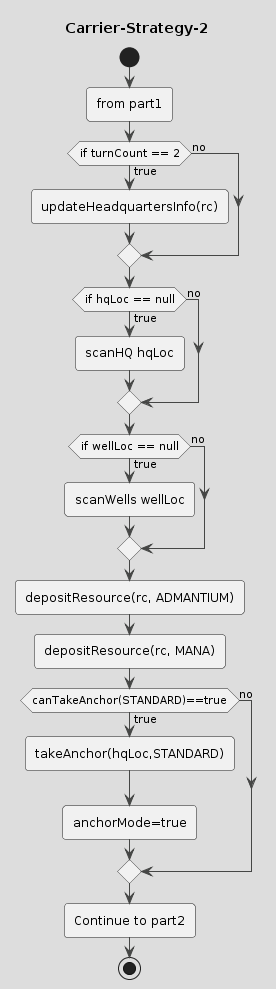 Carrier-Strategy-2
from part1
if turnCount == 2
no
true
updateHeadquartersInfo(rc)
if hqLoc == null
no
true
scanHQ hqLoc
if wellLoc == null
no
true
scanWells wellLoc
depositResource(rc, ADMANTIUM)
depositResource(rc, MANA)
canTakeAnchor(STANDARD)==true
no
true
takeAnchor(hqLoc,STANDARD)
anchorMode=true
Continue to part2